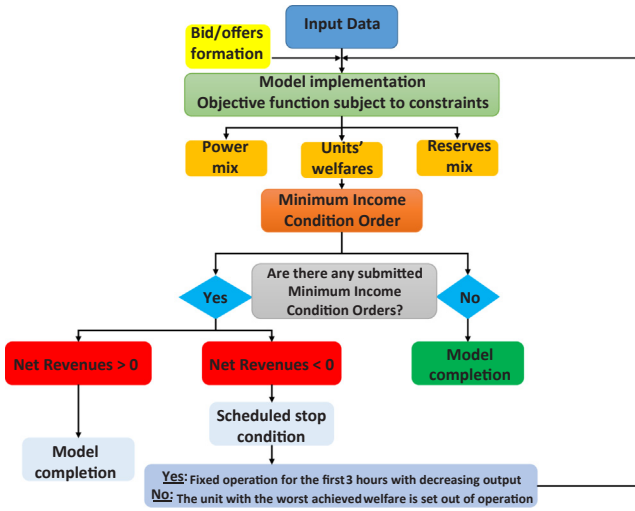 Input Data
Bid/offers
formation
Model implementation
Objective function subject to constraints
Power
mix
Units'
welfares
Reserves
mix
Minimum Income
Condition Order
Are there any submitted
Minimum Income
Condition Orders?
Yes
No
Net Revenues > 0
Net Revenues < 0
Model
completion
Scheduled stop
condition
Model
completion
Yes: Fixed operation for the first 3 hours with decreasing output
No: The unit with the worst achieved welfare is set out of operation